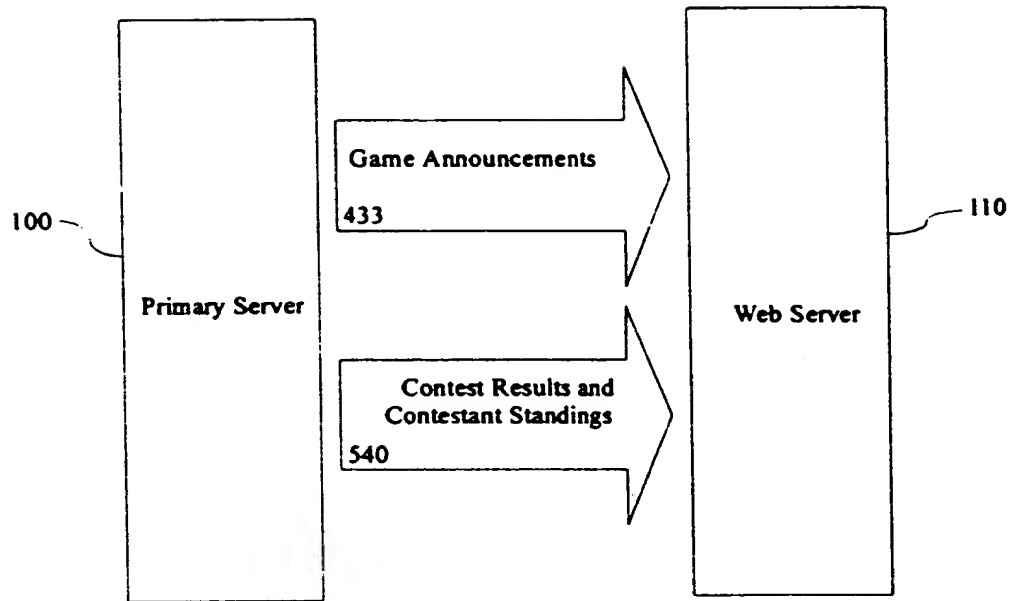 Game Announcements
433
100
110
Primary Server
Web Server
Contest Results and
Contestant Standings
540